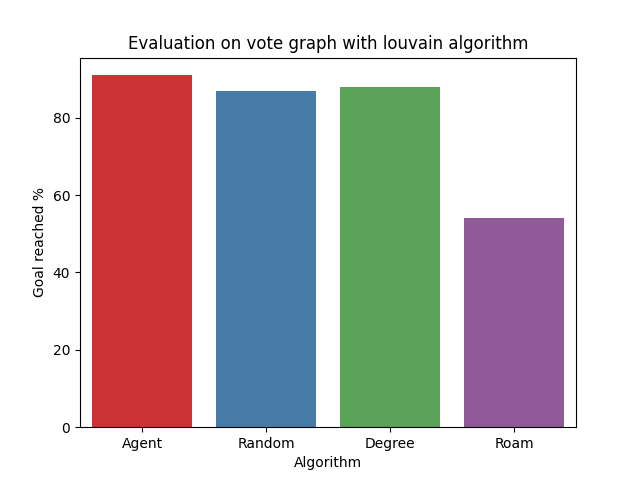 Evaluation on vote graph with louvain algorithm
Goal reached %
80
60
40
20
0
Agent Random Degree Roam
Algorithm